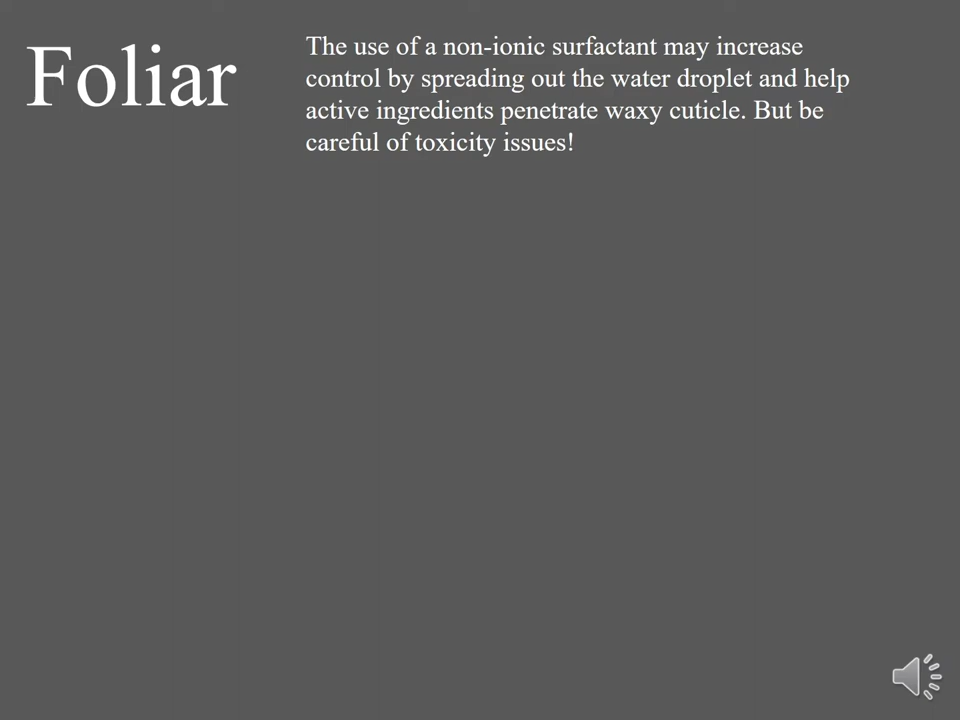 Foliar
The use of a non-ionic surfactant may increase
control by spreading out the water droplet and help
active ingredients penetrate waxy cuticle. But be
careful of toxicity issues!